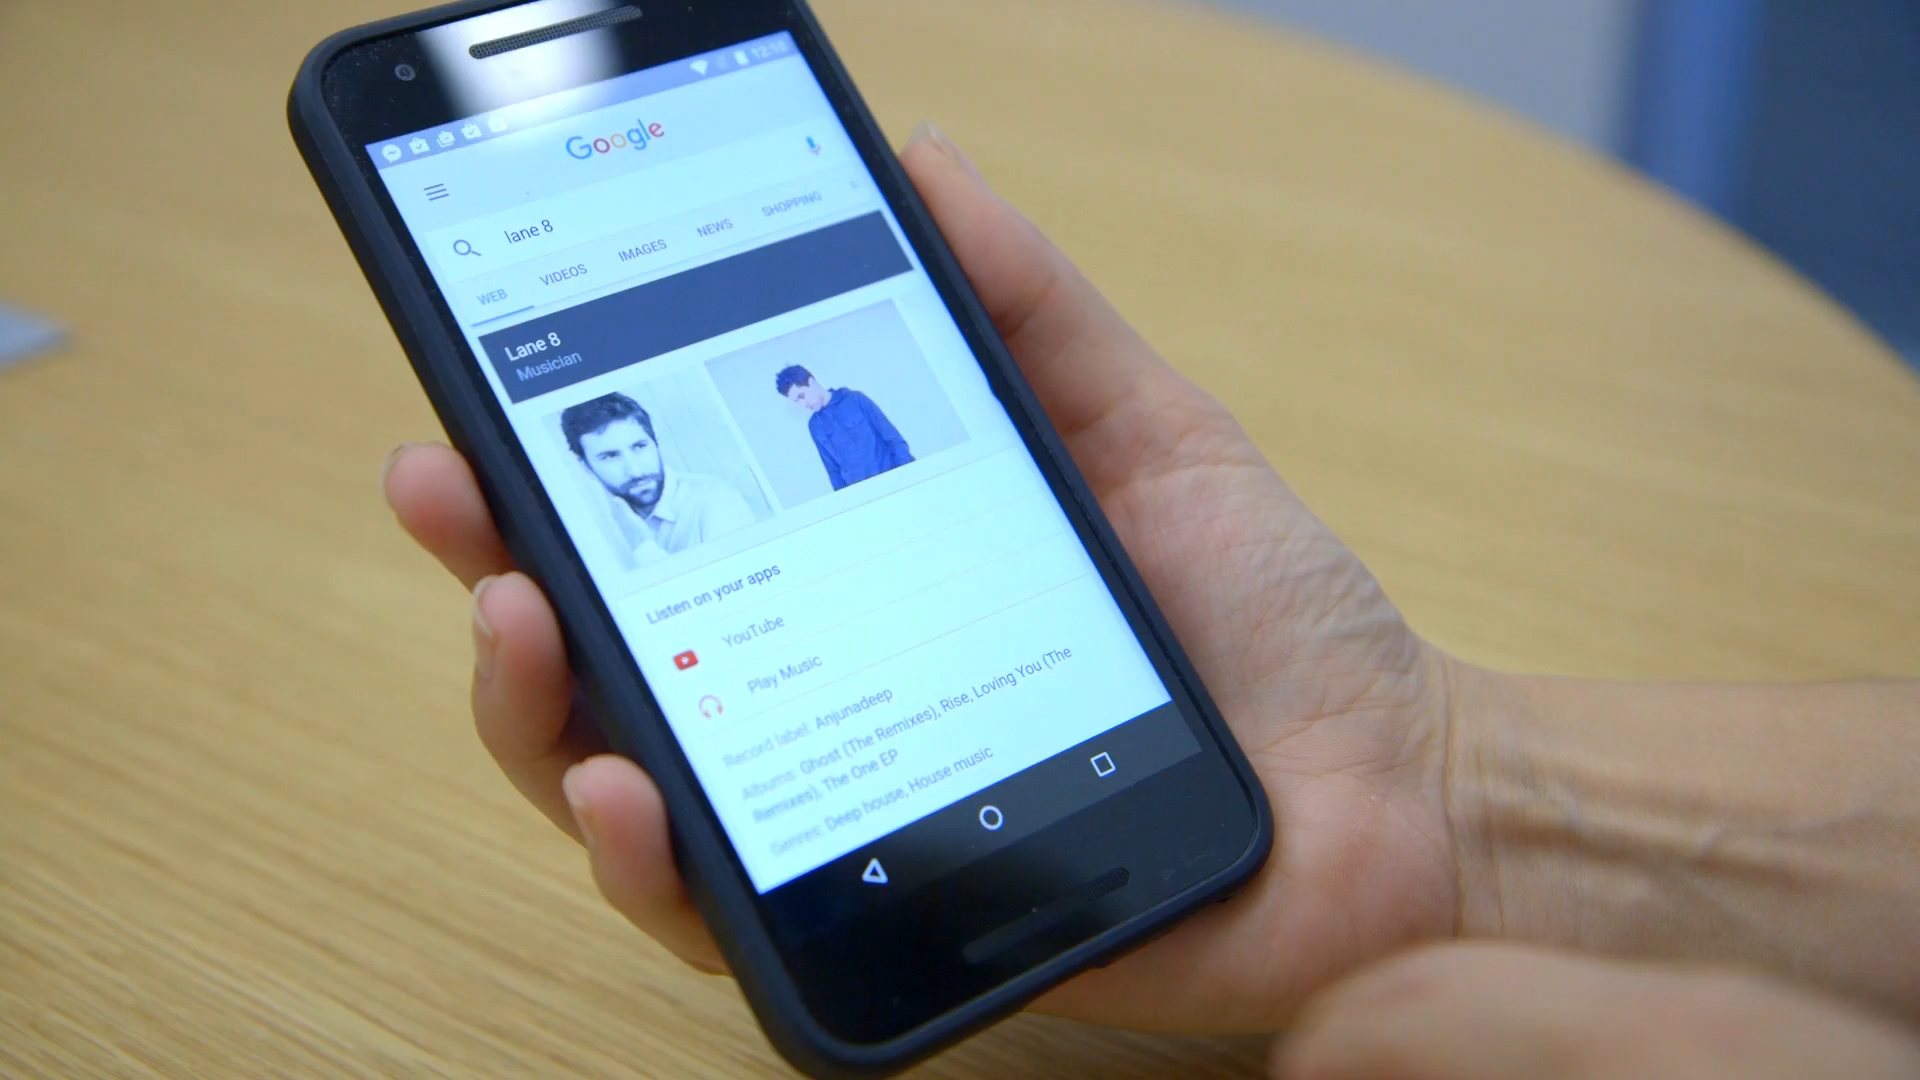 12:10
Google
lane 8
WEB VIDEOS IMAGES NEWS SHOPPING
Lane 8
Musician
Listen on your apps
YouTube
Play Music
Record label: Anjunadeep
Albums: Ghost (The Remixes), Rise, Loving You (The
Remixes), The One EP
Genres: Deep house, House music